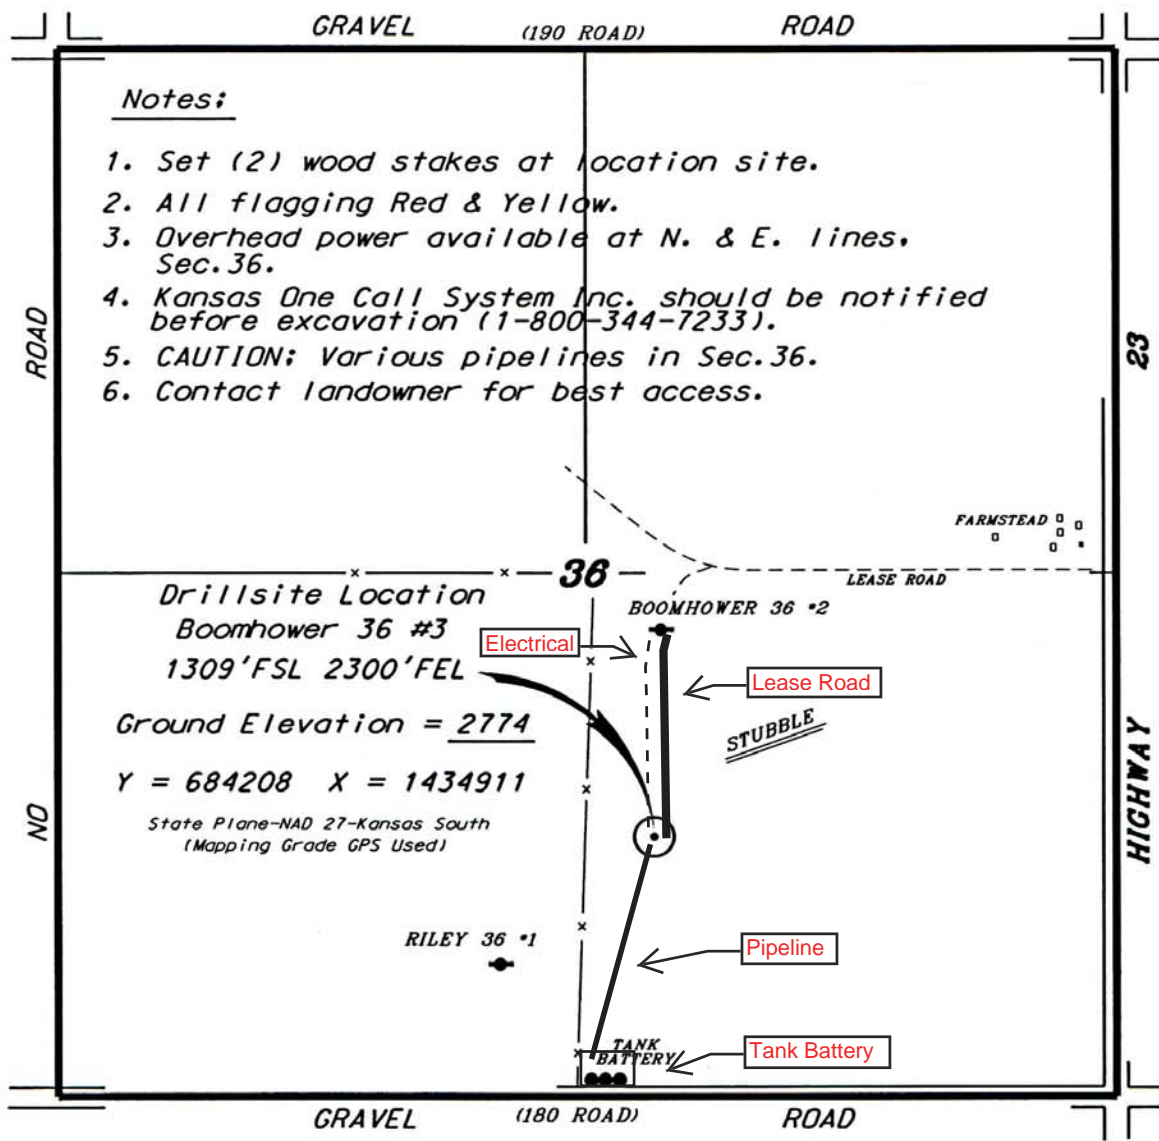 GRAVEL (190 ROAD) ROAD
Notes:
1. Set (2) wood stakes at location site.
2. All flagging Red & Yellow.
3. Overhead power available at N. & E. lines,
Sec.36.
4. Kansas One Call System Inc. should be notified
before excavation (1-800-344-7233).
5. CAUTION: Various pipelines in Sec.36.
6. Contact landowner for best access.
ROAD
23
FARMSTEAD
36
LEASE ROAD
Drillsite Location
Boomhower 36 #3
1309'FSL 2300'FEL
BOOMHOWER 36 #2
Electrical
Lease Road
Ground Elevation = 2774
STUBBLE
Y = 684208 X = 1434911
State Plane-NAD 27-Kansas South
(Mapping Grade GPS Used)
NO
HIGHWAY
RILEY 36 #1
Pipeline
TANK
BATTERY
Tank Battery
GRAVEL (180 ROAD) ROAD